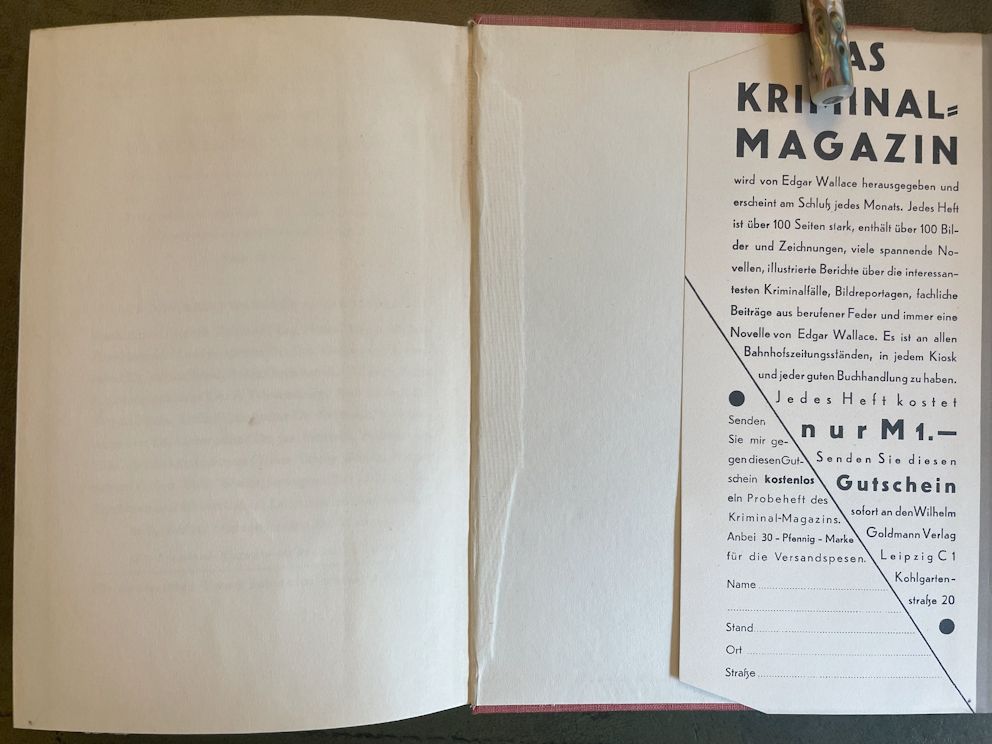 AS
KRIMINAL=
MAGAZIN
wird von Edgar Wallace herausgegeben und
erscheint am Schluß jedes Monats. Jedes Heft
ist über 100 Seiten stark, enthält über 100 Bil-
der und Zeichnungen, viele spannende No-
vellen, illustrierte Berichte über die interessan-
testen Kriminalfälle, Bildreportagen, fachliche
Beiträge aus berufener Feder und immer eine
Novelle von Edgar Wallace. Es ist an allen
Bahnhofszeitungsständen, in jedem Kiosk
und jeder guten Buchhandlung zu haben.
Jedes Heft kostet
nur M 1.—
Senden Sie diesen
Gutschein
sofort an den Wilhelm
Goldmann Verlag
Leipzig C 1
Kohlgarten-
straße 20
Senden
Sie mir ge-
gen diesen Gut-
schein kostenlos
ein Probeheft des
Kriminal-Magazins.
Anbei 30-Pfennig-Marke
für die Versandspesen.
Name
Stand
Ort
Straße